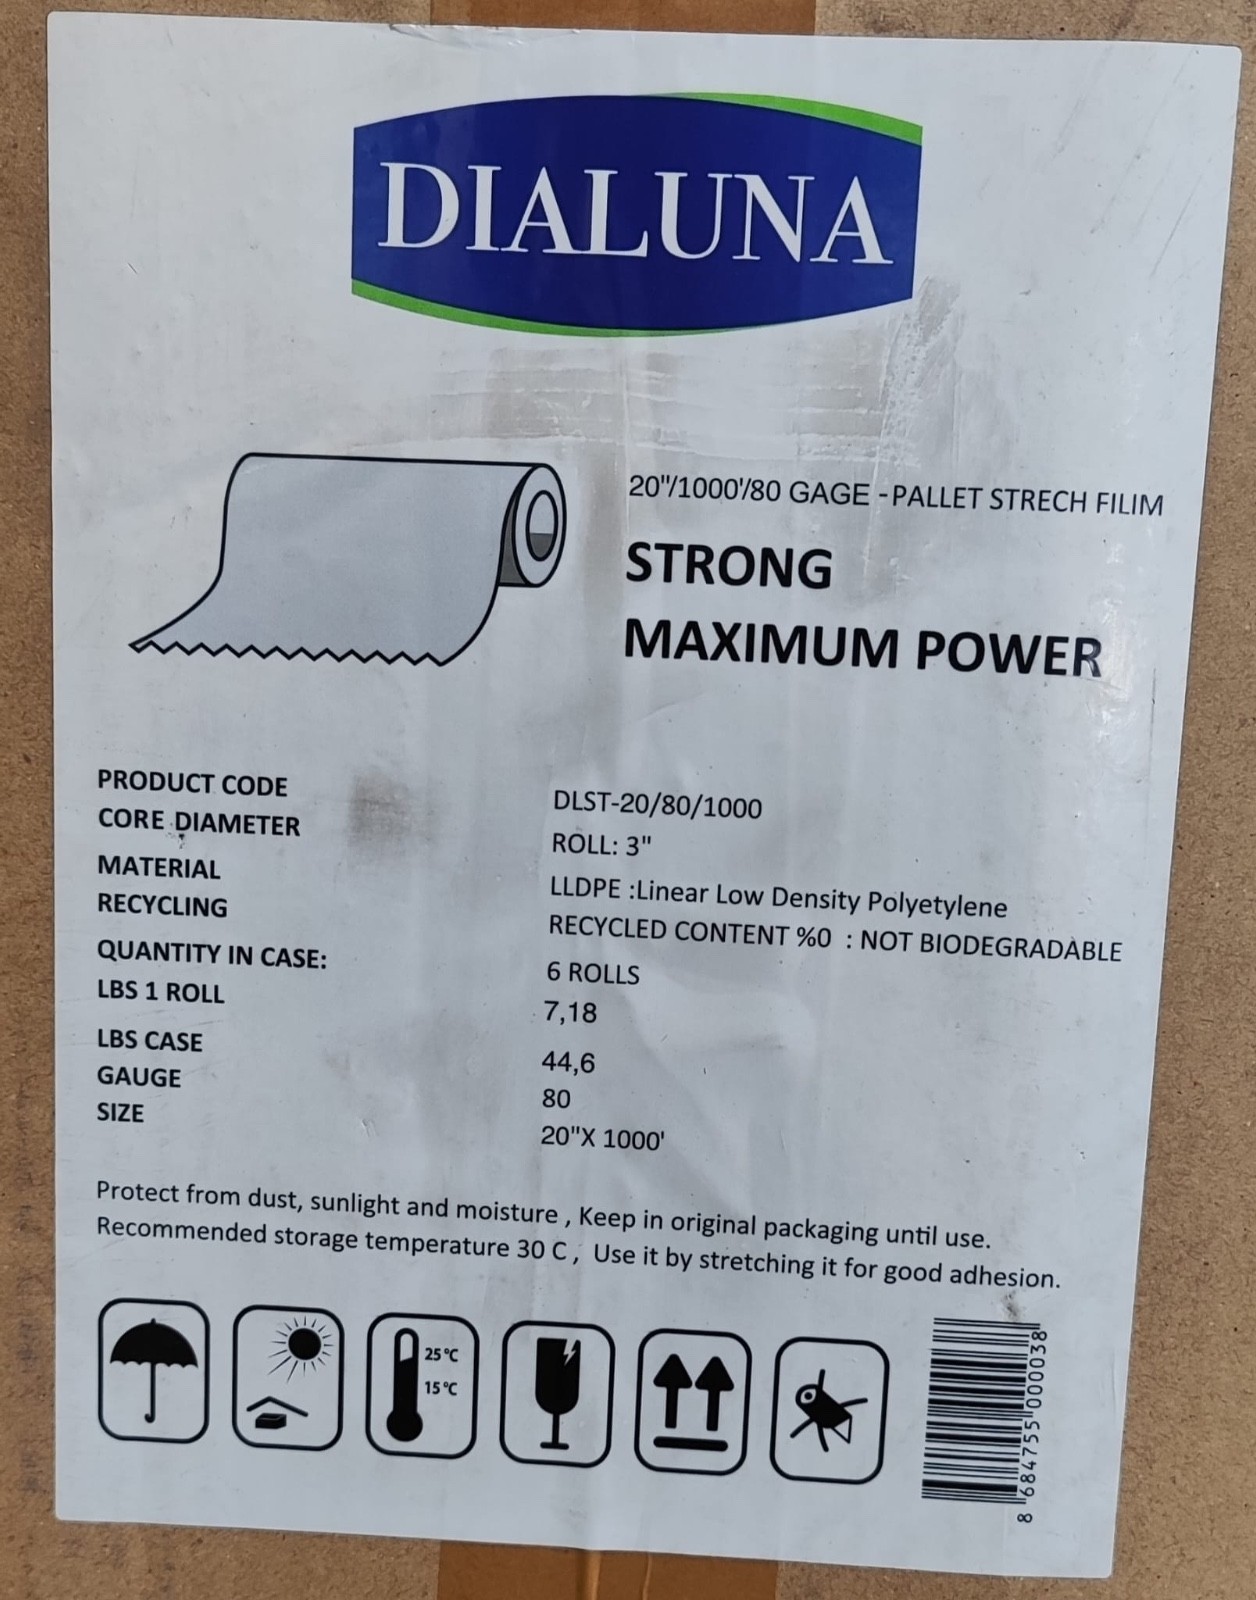 DIALUNA
20"/1000'/80 GAGE -PALLET STRECH FILIM
STRONG
MAXIMUM POWER
PRODUCT CODE DLST-20/80/1000
CORE DIAMETER ROLL: 3"
MATERIAL LLDPE :Linear Low Density Polyetylene
RECYCLING RECYCLED CONTENT %0 : NOT BIODEGRADABLE
QUANTITY IN CASE: 6 ROLLS
LBS 1 ROLL 7,18
LBS CASE 44,6
GAUGE 80
SIZE 20"X 1000'
Protect from dust, sunlight and moisture , Keep in original packaging until use.
Recommended storage temperature 30 C , Use it by stretching it for good adhesion.
25°C
15°C
8 684755 000038